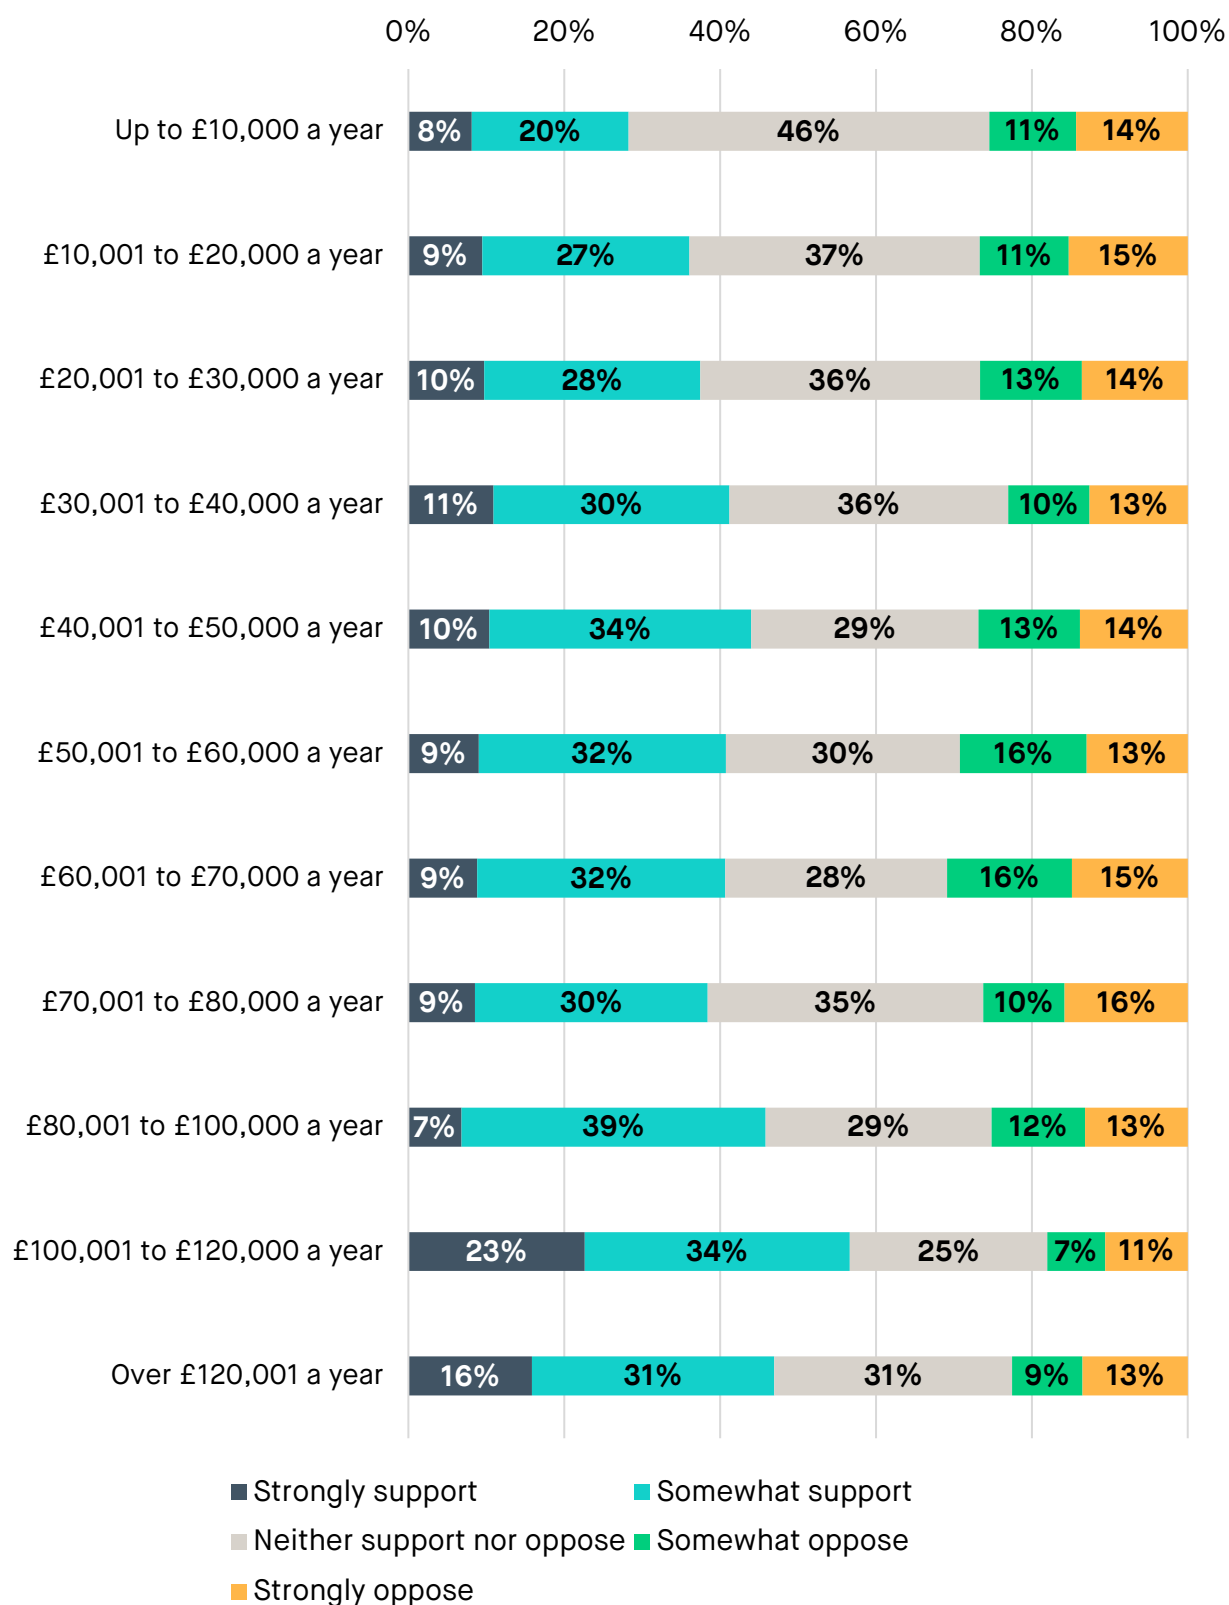 0% 20% 40% 60% 80% 100%
Up to £10,000 a year 8% 20% 46% 11% 14%
£10,001 to £20,000 a year 9% 27% 37% 11% 15%
£20,001 to £30,000 a year 10% 28% 36% 13% 14%
£30,001 to £40,000 a year 11% 30% 36% 10% 13%
£40,001 to £50,000 a year 10% 34% 29% 13% 14%
£50,001 to £60,000 a year 9% 32% 30% 16% 13%
£60,001 to £70,000 a year 9% 32% 28% 16% 15%
£70,001 to £80,000 a year 9% 30% 35% 10% 16%
£80,001 to £100,000 a year 7% 39% 29% 12% 13%
£100,001 to £120,000 a year 23% 34% 25% 7% 11%
Over £120,001 a year 16% 31% 31% 9% 13%
Strongly support Somewhat support
Neither support nor oppose Somewhat oppose
Strongly oppose